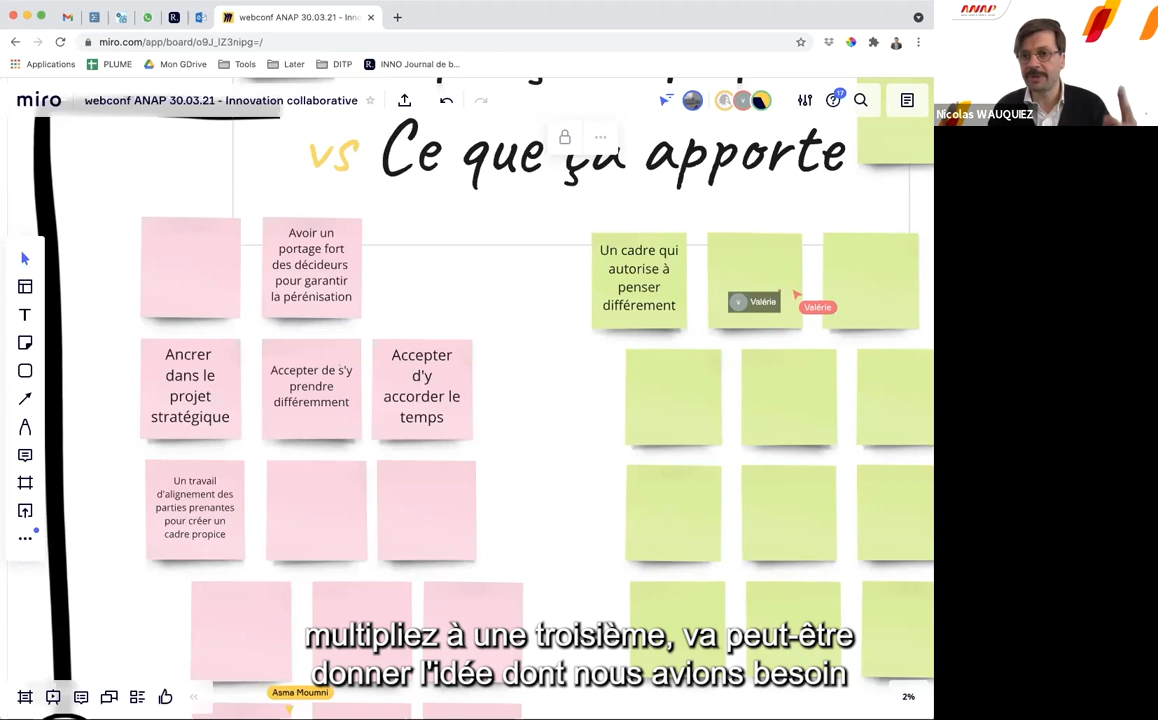 webconf ANAP 30.03.21 - Inno
miro.com/app/board/o9J_lZ3nipg=/
Applications
PLUME
Mon GDrive
Tools
Later
DITP
INNO Journal de b...
ANAP
Nicolas WAUQUIEZ
miro
webconf ANAP 30.03.21 - Innovation collaborative
17
vs Ce que ça apporte
Avoir un
portage fort
des décideurs
pour garantir
la pérénisation
Un cadre qui
autorise à
penser
différement
v Valérie
Valérie
Ancrer
dans le
projet
stratégique
Accepter de s'y
prendre
différemment
Accepter
d'y
accorder le
temps
Un travail
d'alignement des
parties prenantes
pour créer un
cadre propice
multipliez à une troisième, va peut-être
donner l'idée dont nous avions besoin
Asma Moumni
2%